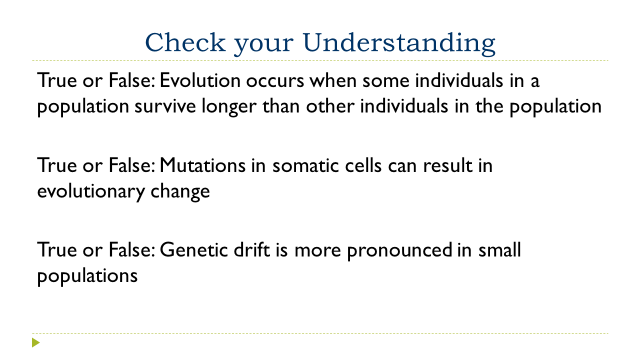 Check your Understanding
True or False: Evolution occurs when some individuals in a
population survive longer than other individuals in the population
True or False: Mutations in somatic cells can result in
evolutionary change
True or False: Genetic drift is more pronounced in small
populations